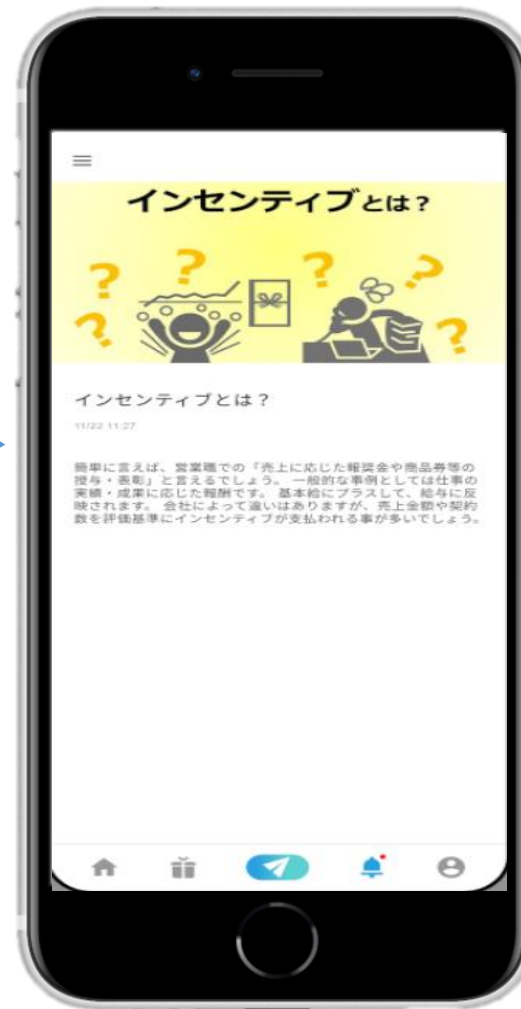 インセンティブとは？
? ? ? ? ? ?
インセンティブとは？
11/22 11:27
簡単に言えば、営業職での『売上に応じた報奨金や商品券等の
授与・表彰』と言えるでしょう。 一般的な事例としては仕事の
実績・成果に応じた報酬です。 基本給にプラスして、給与に反
映されます。 会社によって違いはありますが、売上金額や契約
数を評価基準にインセンティブが支払われる事が多いでしょう。